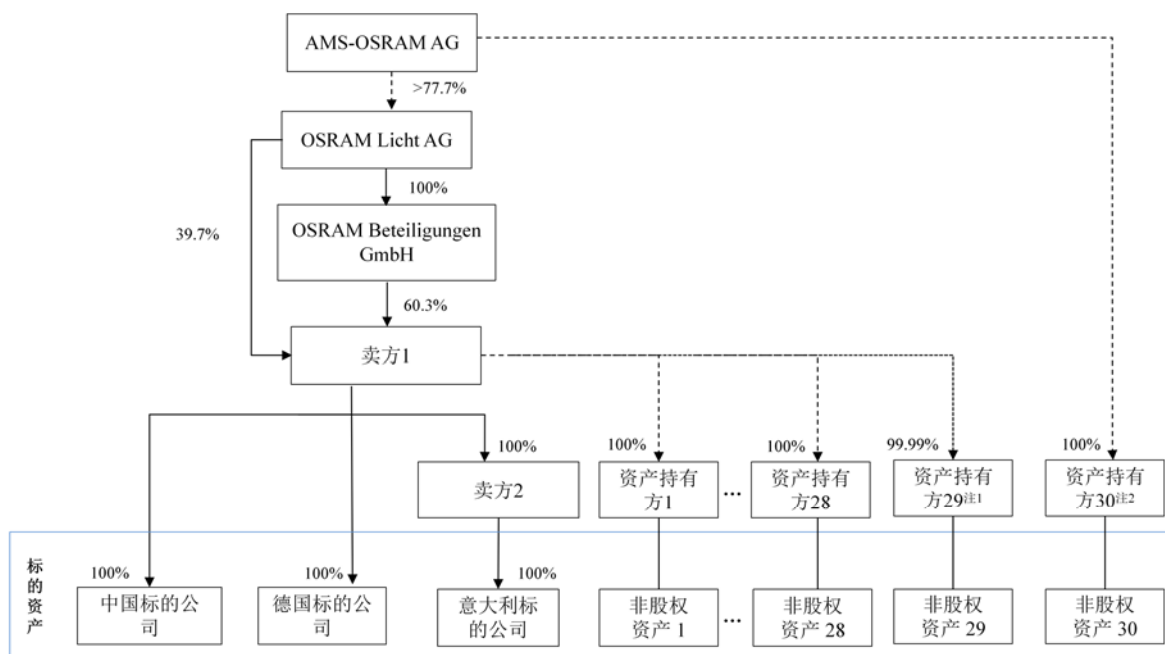 AMS-OSRAM AG
>77.7%
OSRAM Licht AG
100%
39.7%
OSRAM Beteiligungen
GmbH
60.3%
卖方1
100%
100%
100%
99.99%
100%
卖方2
资产持有
方1
...
资产持有
方28
资产持有
方29注1
资产持有
方30注2
标的资产
100%
100%
100%
中国标的公
司
德国标的公
司
意大利标
的公司
非股权
资产 1
...
非股权
资产 28
非股权
资产 29
非股权
资产 30